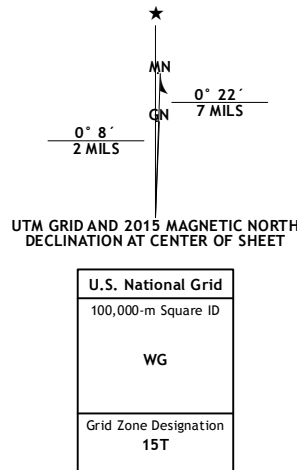 ★
MN
GN
0° 22´
7 MILS
0° 8´
2 MILS
UTM GRID AND 2015 MAGNETIC NORTH
DECLINATION AT CENTER OF SHEET
U.S. National Grid
100,000-m Square ID
WG
Grid Zone Designation
15T